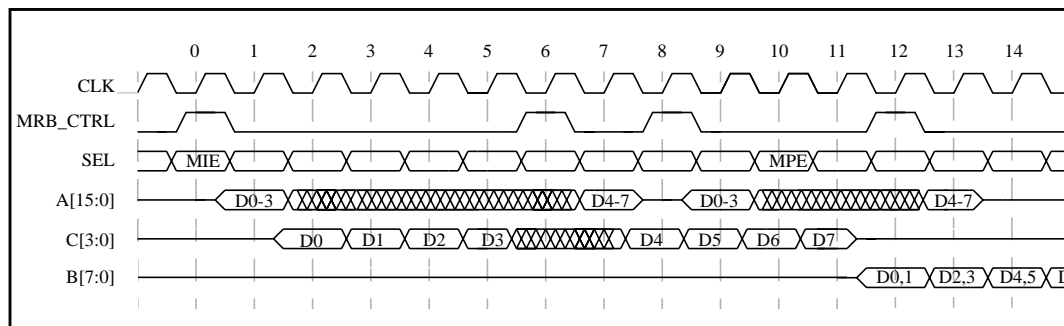 0 1 2 3 4 5 6 7 8 9 10 11 12 13 14
CLK
MRB_CTRL
SEL MIE MPE
A[15:0] D0-3 D4-7 D0-3 D4-7
C[3:0] D0 D1 D2 D3 D4 D5 D6 D7
B[7:0] D0,1 D2,3 D4,5